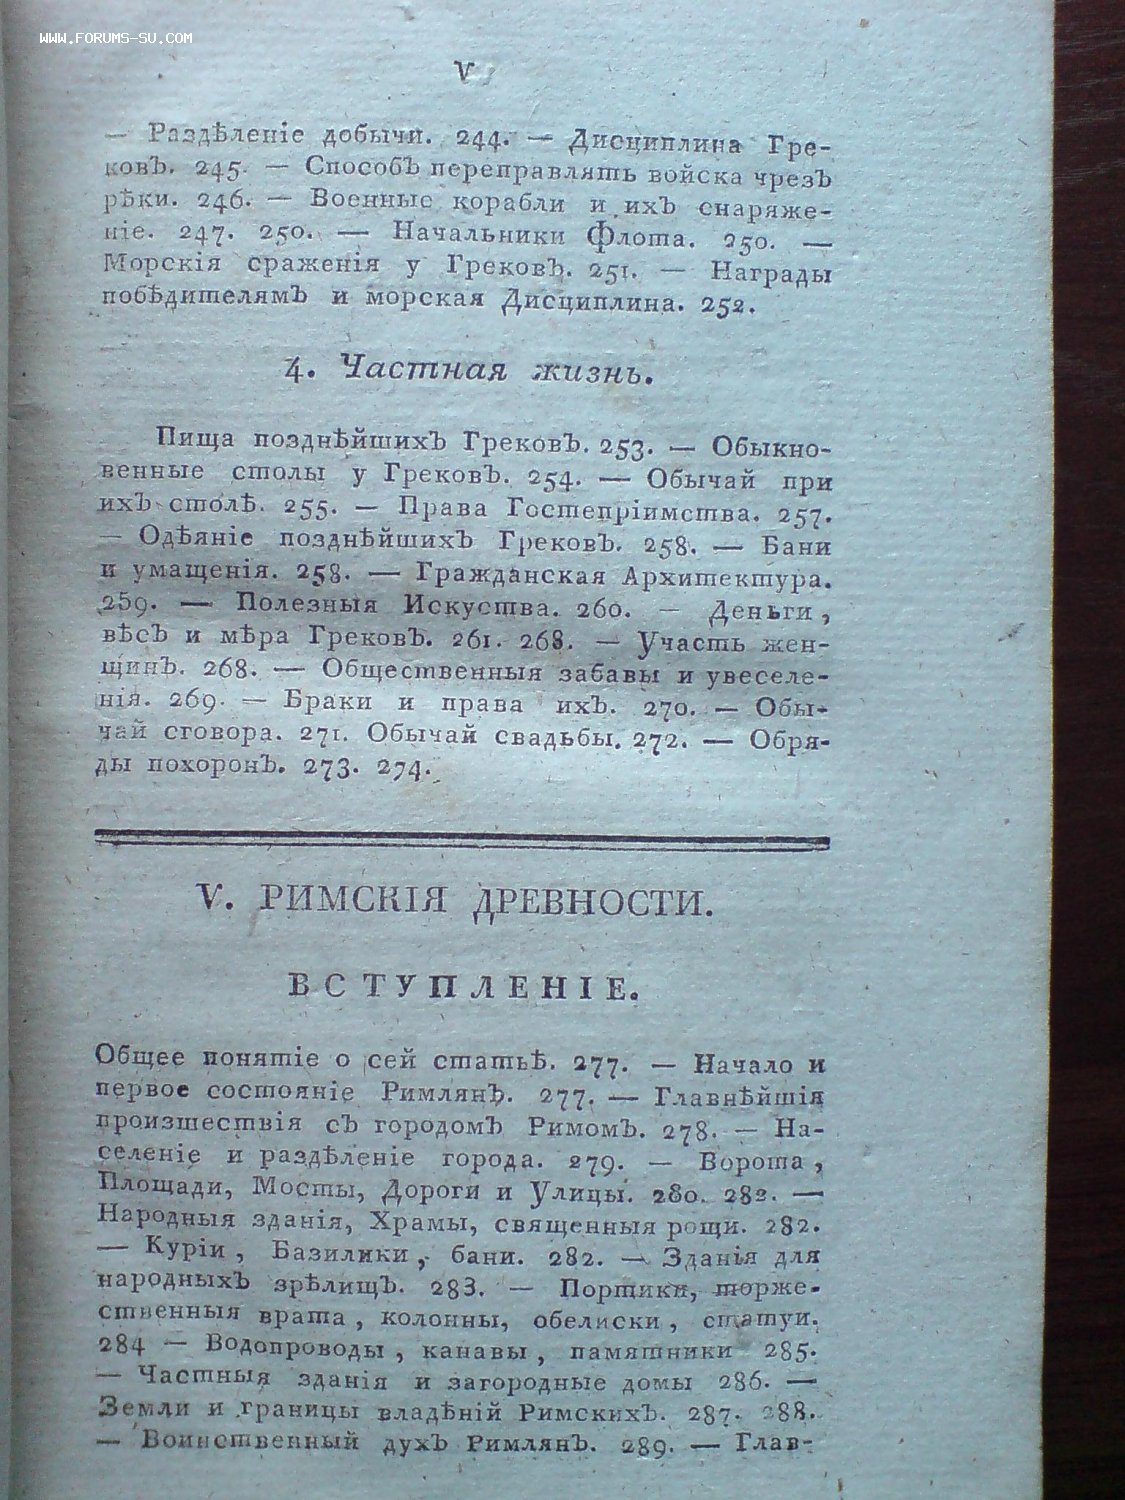 WWW.FORUMS-SU.COM
V
— Раздѣленіе добычи. 244. — Дисциплина Гре-
ковЪ. 245. — СпособЪ переправлять войска чрезЪ
рѣки. 246. — Военные корабли и ихЪ снаряже-
ніе. 247. 250. — Начальники Флота. 250. —
Морскія сраженія у ГрековЪ. 251. — Награды
побѣдителямЪ и морская Дисциплина. 252.
4. Частная жизнь.
Пища позднѣйшихЪ ГрековЪ. 253. — Обыкно-
венные столы у ГрековЪ. 254. — Обычай при
ихЪ столѣ. 255. — Права Гостепріимства. 257.
— Одѣяніе позднѣйшихЪ ГрековЪ. 258. — Бани
и умащенія. 258. — Гражданская Архитектура.
259. — Полезныя Искуства. 260. — Деньги,
вѣсЪ и мѣра ГрековЪ. 261. 268. — Участь жен-
щинЪ. 268. — Общественныя забавы и увеселе-
нія. 269. — Браки и права ихЪ. 270. — Обы-
чай сговора. 271. Обычай свадьбы. 272. — Обря-
ды похоронЪ. 273. 274.
V. РИМСКІЯ ДРЕВНОСТИ.
ВСТУПЛЕНІЕ.
Общее понятіе о сей статьѣ. 277. — Начало и
первое состояніе РимлянЪ. 277. — Главнѣйшія
произшествія сЪ городомЪ РимомЪ. 278. — На-
селеніе и раздѣленіе города. 279. — Ворота,
Площади, Мосты, Дороги и Улицы. 280. 282. —
Народныя зданія, Храмы, священныя рощи. 282.
— Куріи, Базилики, бани. 282. — Зданія для
народныхЪ зрѣлищЪ. 283. — Портики, торже-
ственныя врата, колонны, обелиски, статуи.
284 — Водопроводы, канавы, памятники 285.
— Частныя зданія и загородные домы 286. —
Земли и границы владѣній РимскихЪ. 287. 288.
— Воинственный духЪ РимлянЪ. 289. — Глав-